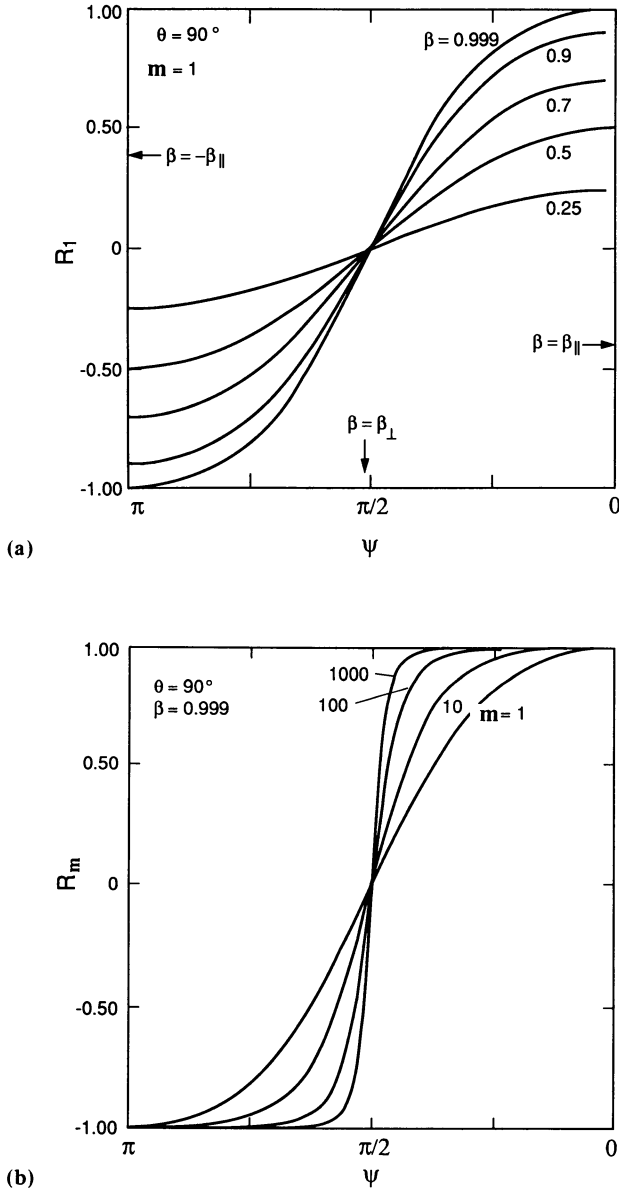 1.00
θ = 90°
m = 1
β = 0.999
0.9
0.7
0.50
0.5
β = –β∥
0.25
R1
0
β = β∥
-0.50
β = β⊥
-1.00
π
π/2
0
(a)
ψ
1.00
θ = 90°
β = 0.999
1000
100
10
m = 1
0.50
Rm
0
-0.50
-1.00
π
π/2
0
(b)
ψ